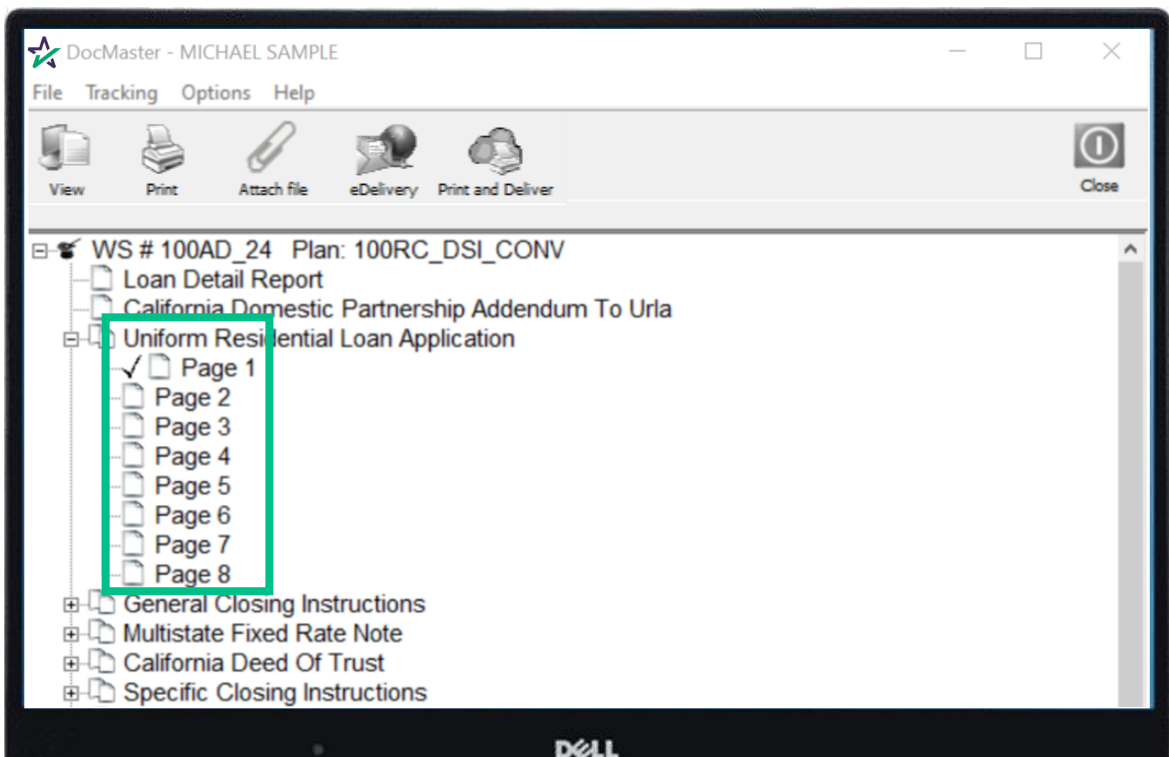 DocMaster - MICHAEL SAMPLE
File Tracking Options Help
View Print Attach file eDelivery Print and Deliver Close
WS # 100AD_24 Plan: 100RC_DSI_CONV
Loan Detail Report
California Domestic Partnership Addendum To Urla
Uniform Residential Loan Application
Page 1
Page 2
Page 3
Page 4
Page 5
Page 6
Page 7
Page 8
General Closing Instructions
Multistate Fixed Rate Note
California Deed Of Trust
Specific Closing Instructions
DELL